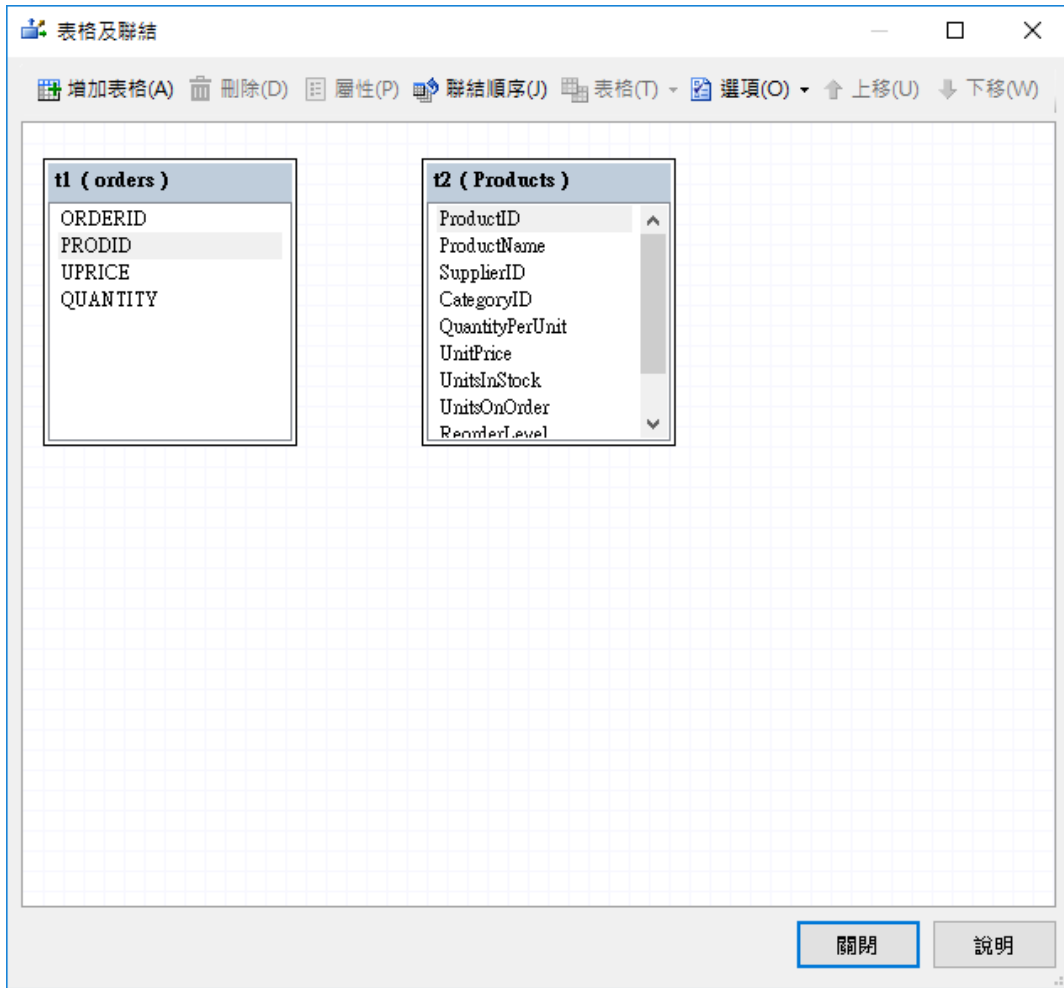 表格及聯結
增加表格(A) 刪除(D) 屬性(P) 聯結順序(J) 表格(T) 選項(O) 上移(U) 下移(W)
t1 ( orders )
ORDERID
PRODID
UPRICE
QUANTITY
t2 ( Products )
ProductID
ProductName
SupplierID
CategoryID
QuantityPerUnit
UnitPrice
UnitsInStock
UnitsOnOrder
ReorderLevel
關閉 說明